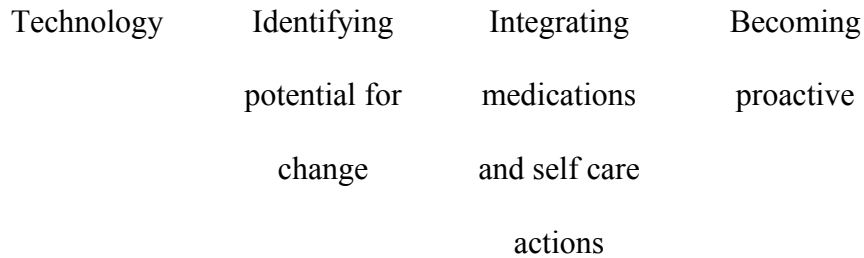 Technology Identifying Integrating Becoming
potential for medications proactive
change and self care
actions